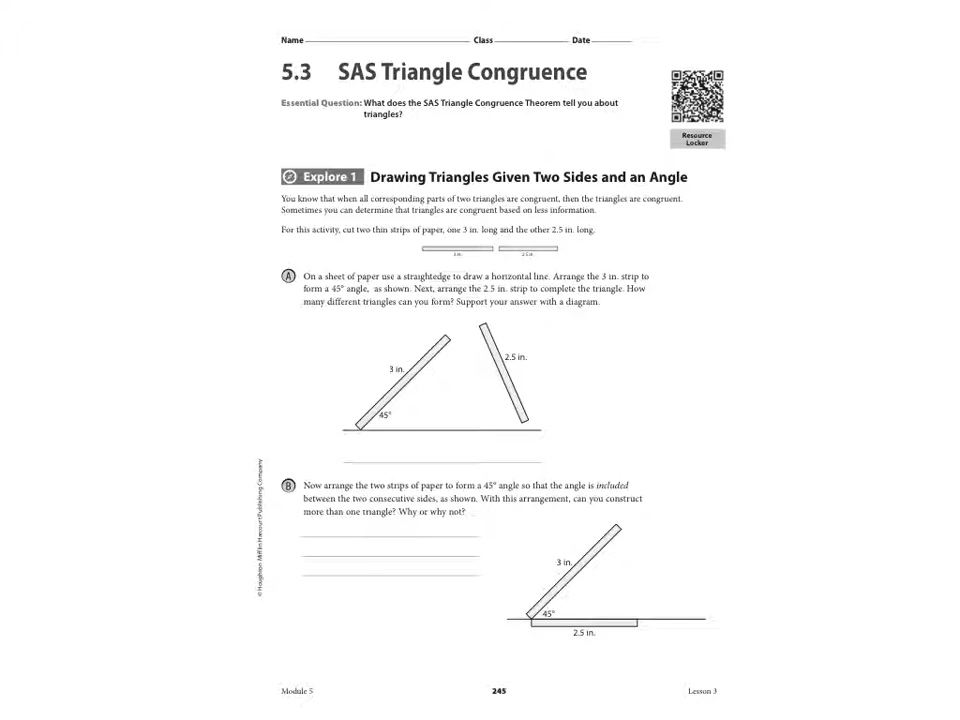 Name Class Date
5.3 SAS Triangle Congruence
Essential Question: What does the SAS Triangle Congruence Theorem tell you about
triangles?
Resource
Locker
Explore 1 Drawing Triangles Given Two Sides and an Angle
You know that when all corresponding parts of two triangles are congruent, then the triangles are congruent.
Sometimes you can determine that triangles are congruent based on less information.
For this activity, cut two thin strips of paper, one 3 in. long and the other 2.5 in. long.
3 in. 2.5 in.
A On a sheet of paper use a straightedge to draw a horizontal line. Arrange the 3 in. strip to
form a 45° angle, as shown. Next, arrange the 2.5 in. strip to complete the triangle. How
many different triangles can you form? Support your answer with a diagram.
3 in. 2.5 in.
45°
B Now arrange the two strips of paper to form a 45° angle so that the angle is included
between the two consecutive sides, as shown. With this arrangement, can you construct
more than one triangle? Why or why not?
3 in.
45°
2.5 in.
© Houghton Mifflin Harcourt Publishing Company
Module 5 245 Lesson 3